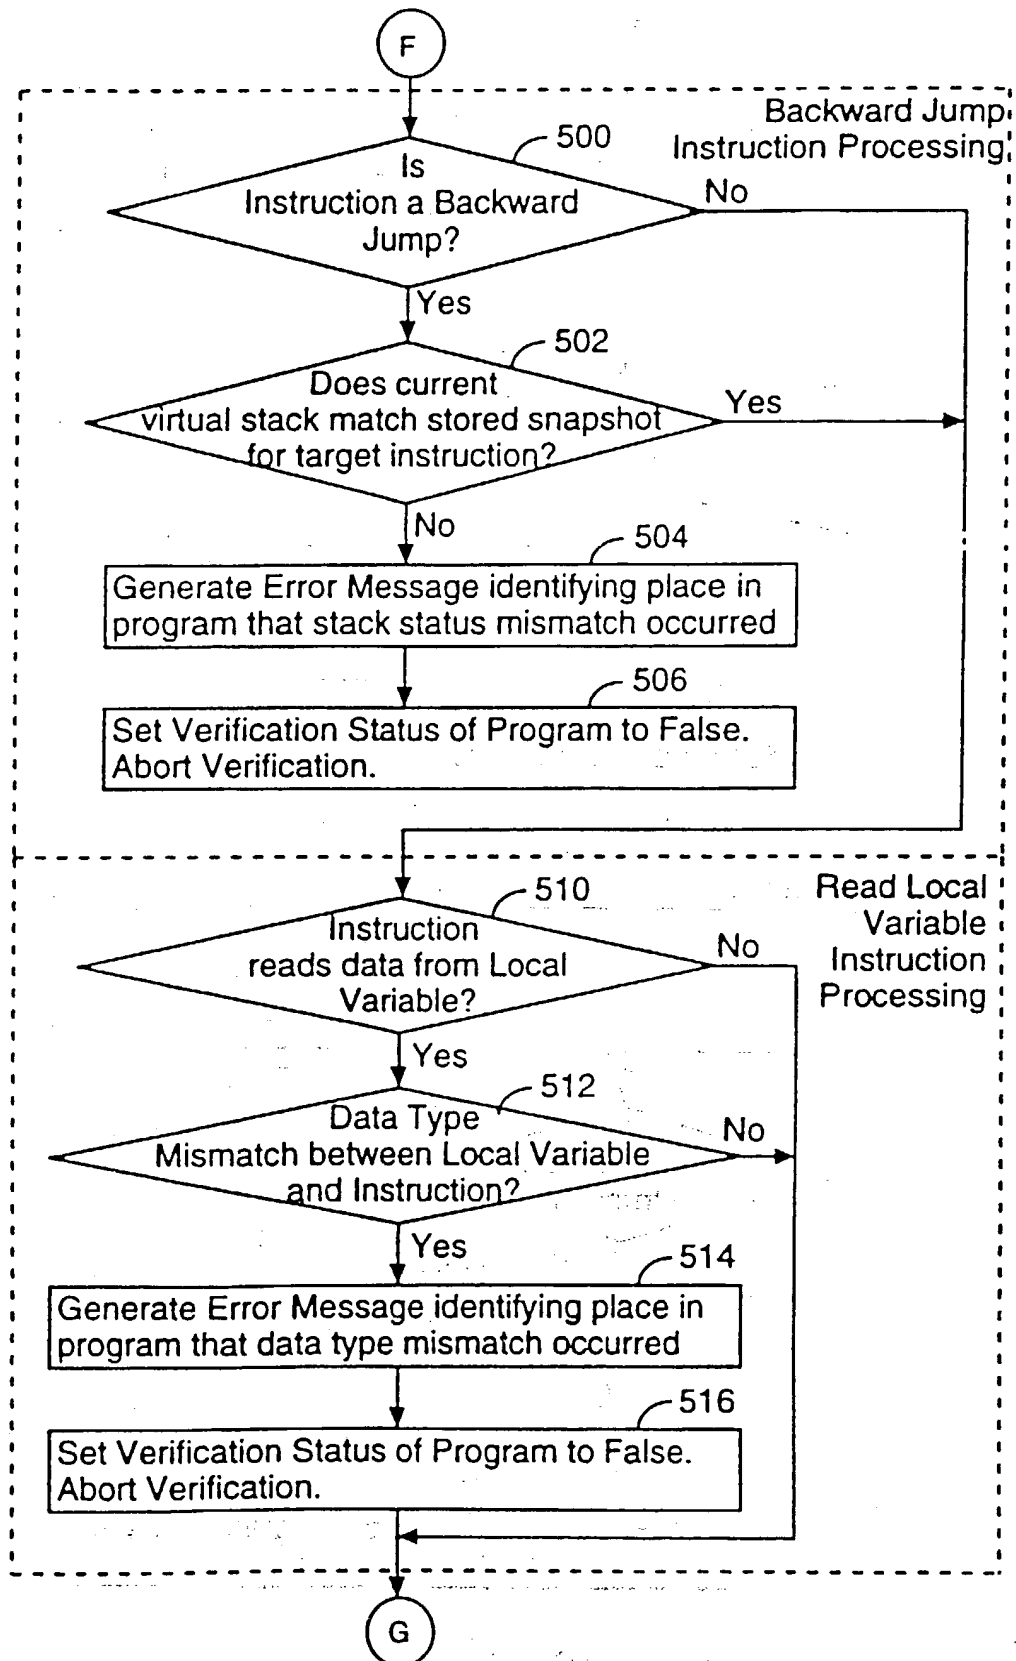 F
Backward Jump
Instruction Processing
500
Is
Instruction a Backward
Jump?
No
Yes
502
Does current
virtual stack match stored snapshot
for target instruction?
Yes
No
504
Generate Error Message identifying place in
program that stack status mismatch occurred
506
Set Verification Status of Program to False.
Abort Verification.
Read Local
Variable
Instruction
Processing
510
Instruction
reads data from Local
Variable?
No
Yes
512
Data Type
Mismatch between Local Variable
and Instruction?
No
Yes
514
Generate Error Message identifying place in
program that data type mismatch occurred
516
Set Verification Status of Program to False.
Abort Verification.
G